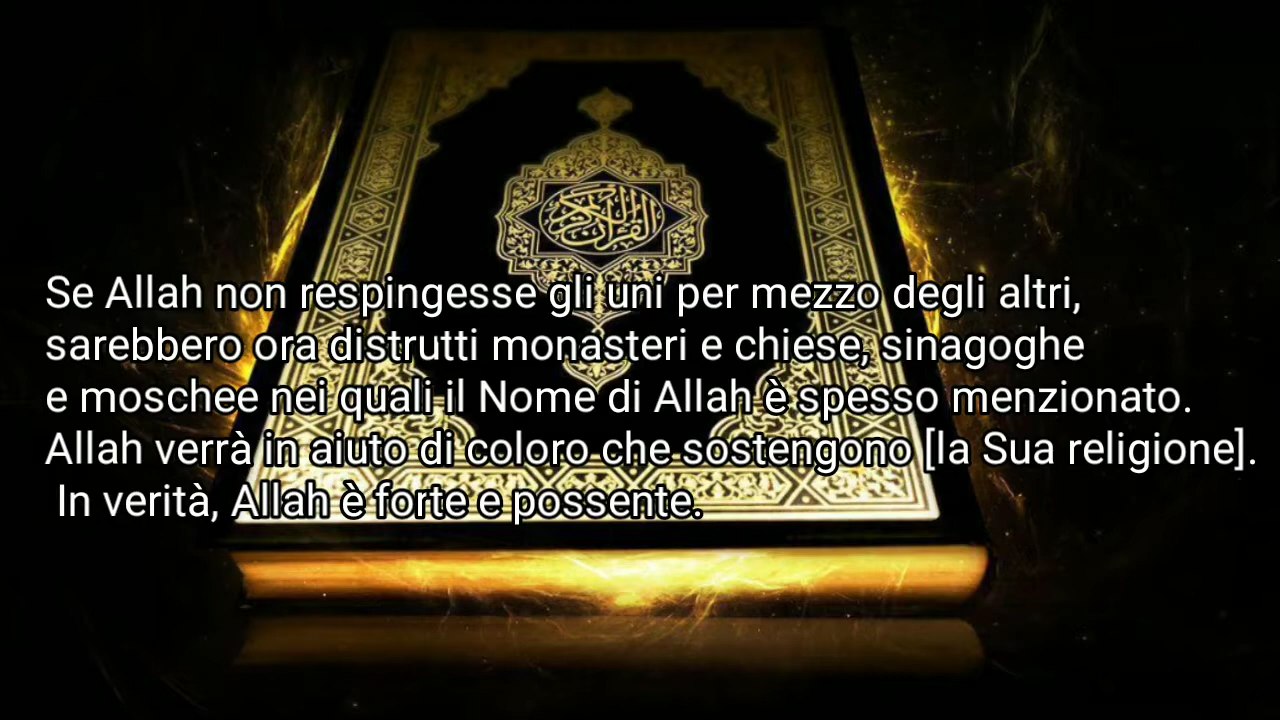 القرآن الكريم
Se Allah non respingesse gli uni per mezzo degli altri,
sarebbero ora distrutti monasteri e chiese, sinagoghe
e moschee nei quali il Nome di Allah è spesso menzionato.
Allah verrà in aiuto di coloro che sostengono [la Sua religione].
In verità, Allah è forte e possente.